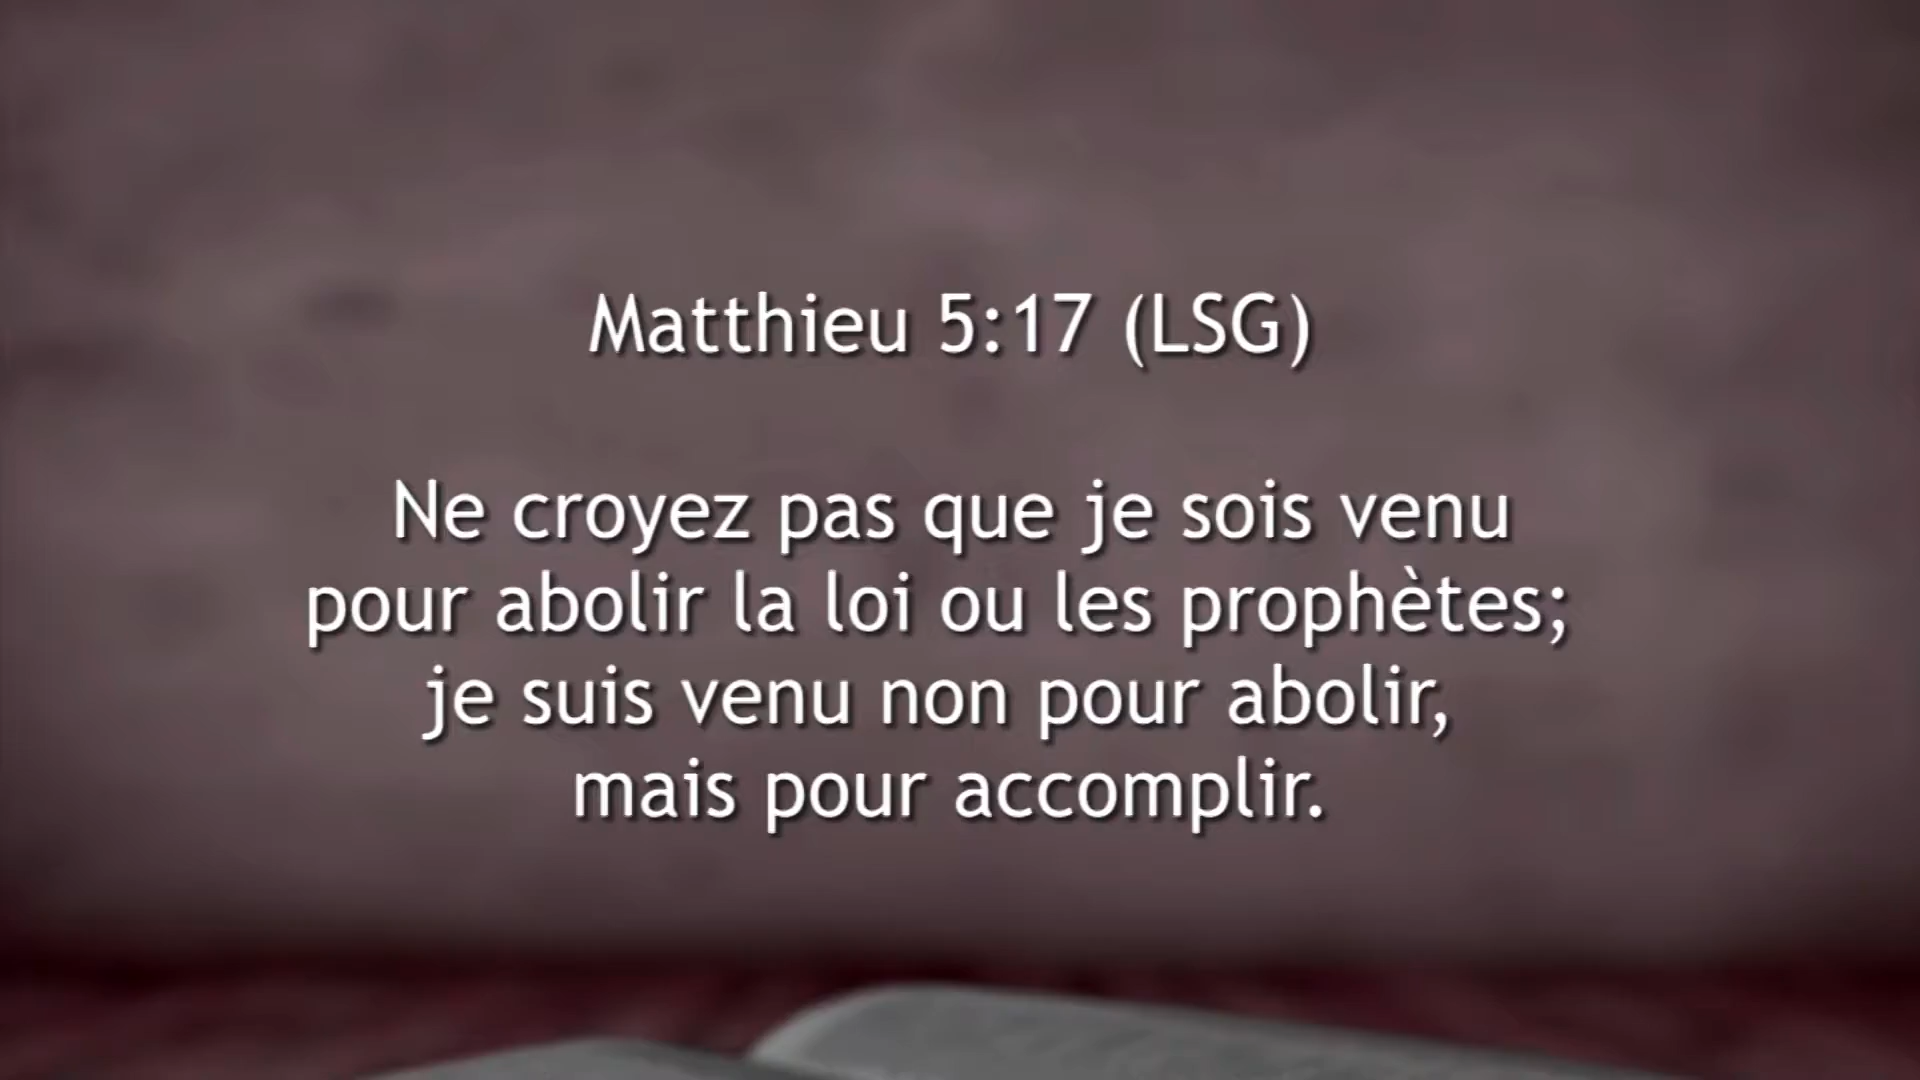 Matthieu 5:17 (LSG)
Ne croyez pas que je sois venu
pour abolir la loi ou les prophètes;
je suis venu non pour abolir,
mais pour accomplir.